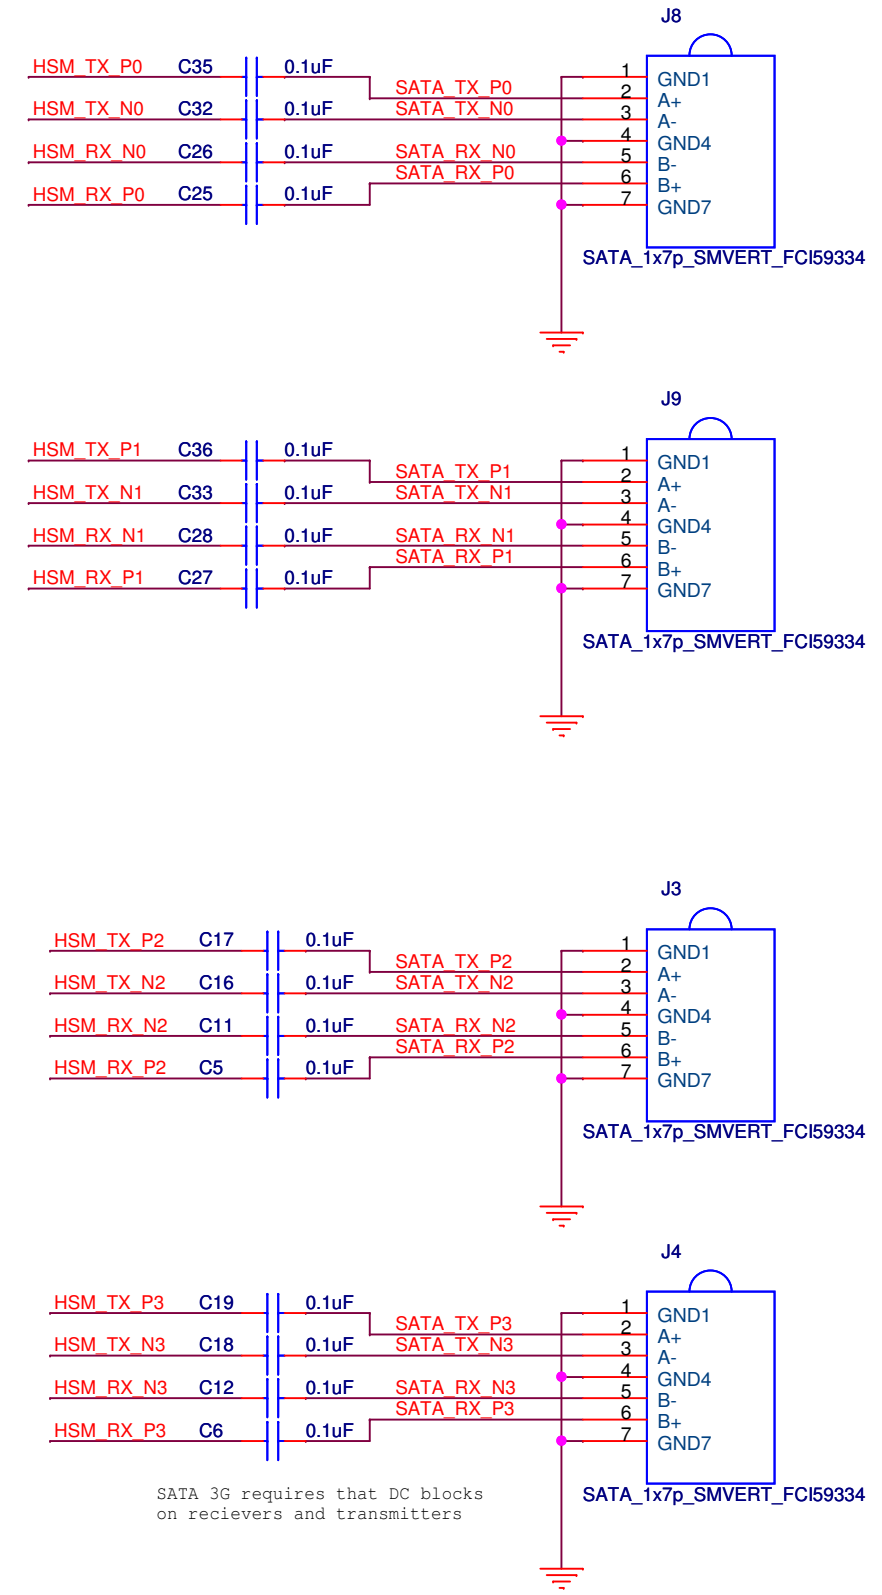 J8
HSM_TX_P0 C35 0.1uF 1 GND1
SATA_TX_P0 2 A+
HSM_TX_N0 C32 0.1uF SATA_TX_N0 3 A-
4 GND4
HSM_RX_N0 C26 0.1uF SATA_RX_N0 5 B-
SATA_RX_P0 6 B+
HSM_RX_P0 C25 0.1uF 7 GND7
SATA_1x7p_SMVERT_FCI59334
J9
HSM_TX_P1 C36 0.1uF 1 GND1
SATA_TX_P1 2 A+
HSM_TX_N1 C33 0.1uF SATA_TX_N1 3 A-
4 GND4
HSM_RX_N1 C28 0.1uF SATA_RX_N1 5 B-
SATA_RX_P1 6 B+
HSM_RX_P1 C27 0.1uF 7 GND7
SATA_1x7p_SMVERT_FCI59334
J3
HSM_TX_P2 C17 0.1uF 1 GND1
SATA_TX_P2 2 A+
HSM_TX_N2 C16 0.1uF SATA_TX_N2 3 A-
4 GND4
HSM_RX_N2 C11 0.1uF SATA_RX_N2 5 B-
SATA_RX_P2 6 B+
HSM_RX_P2 C5 0.1uF 7 GND7
SATA_1x7p_SMVERT_FCI59334
J4
HSM_TX_P3 C19 0.1uF 1 GND1
SATA_TX_P3 2 A+
HSM_TX_N3 C18 0.1uF SATA_TX_N3 3 A-
4 GND4
HSM_RX_N3 C12 0.1uF SATA_RX_N3 5 B-
SATA_RX_P3 6 B+
HSM_RX_P3 C6 0.1uF 7 GND7
SATA_1x7p_SMVERT_FCI59334
SATA 3G requires that DC blocks
on recievers and transmitters